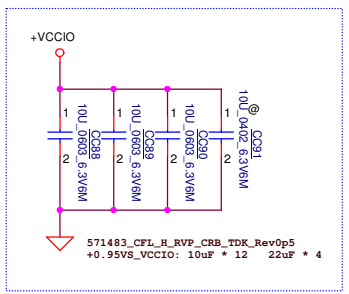 +VCCIO
1
2
10U_0603_6.3V6M
CC88
1
2
10U_0603_6.3V6M
CC89
1
2
10U_0603_6.3V6M
CC90
1
2
@
10U_0402_6.3V6M
CC91
571483_CFL_H_RVP_CRB_TDK_Rev0p5
+0.95VS_VCCIO: 10uF * 12 22uF * 4